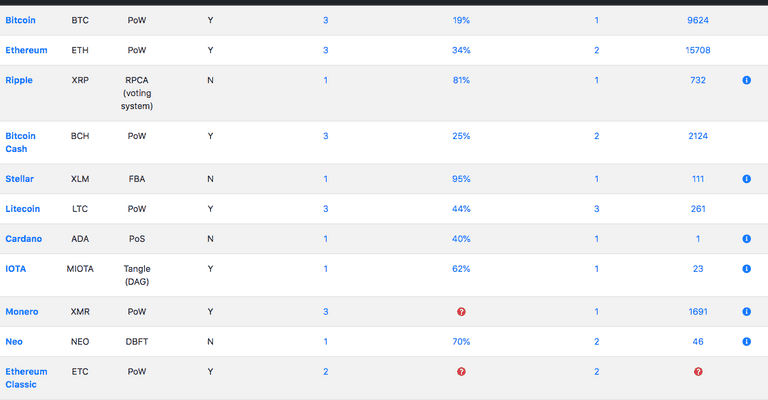 Bitcoin BTC PoW Y 3 19% 1 9624
Ethereum ETH PoW Y 3 34% 2 15708
Ripple XRP RPCA N 1 81% 1 732
(voting
system)
Bitcoin BCH PoW Y 3 25% 2 2124
Cash
Stellar XLM FBA N 1 95% 1 111
Litecoin LTC PoW Y 3 44% 3 261
Cardano ADA PoS N 1 40% 1 1
IOTA MIOTA Tangle Y 1 62% 1 23
(DAG)
Monero XMR PoW Y 3 ? 1 1691
Neo NEO DBFT N 1 70% 2 46
Ethereum ETC PoW Y 2 ? 2 ?
Classic